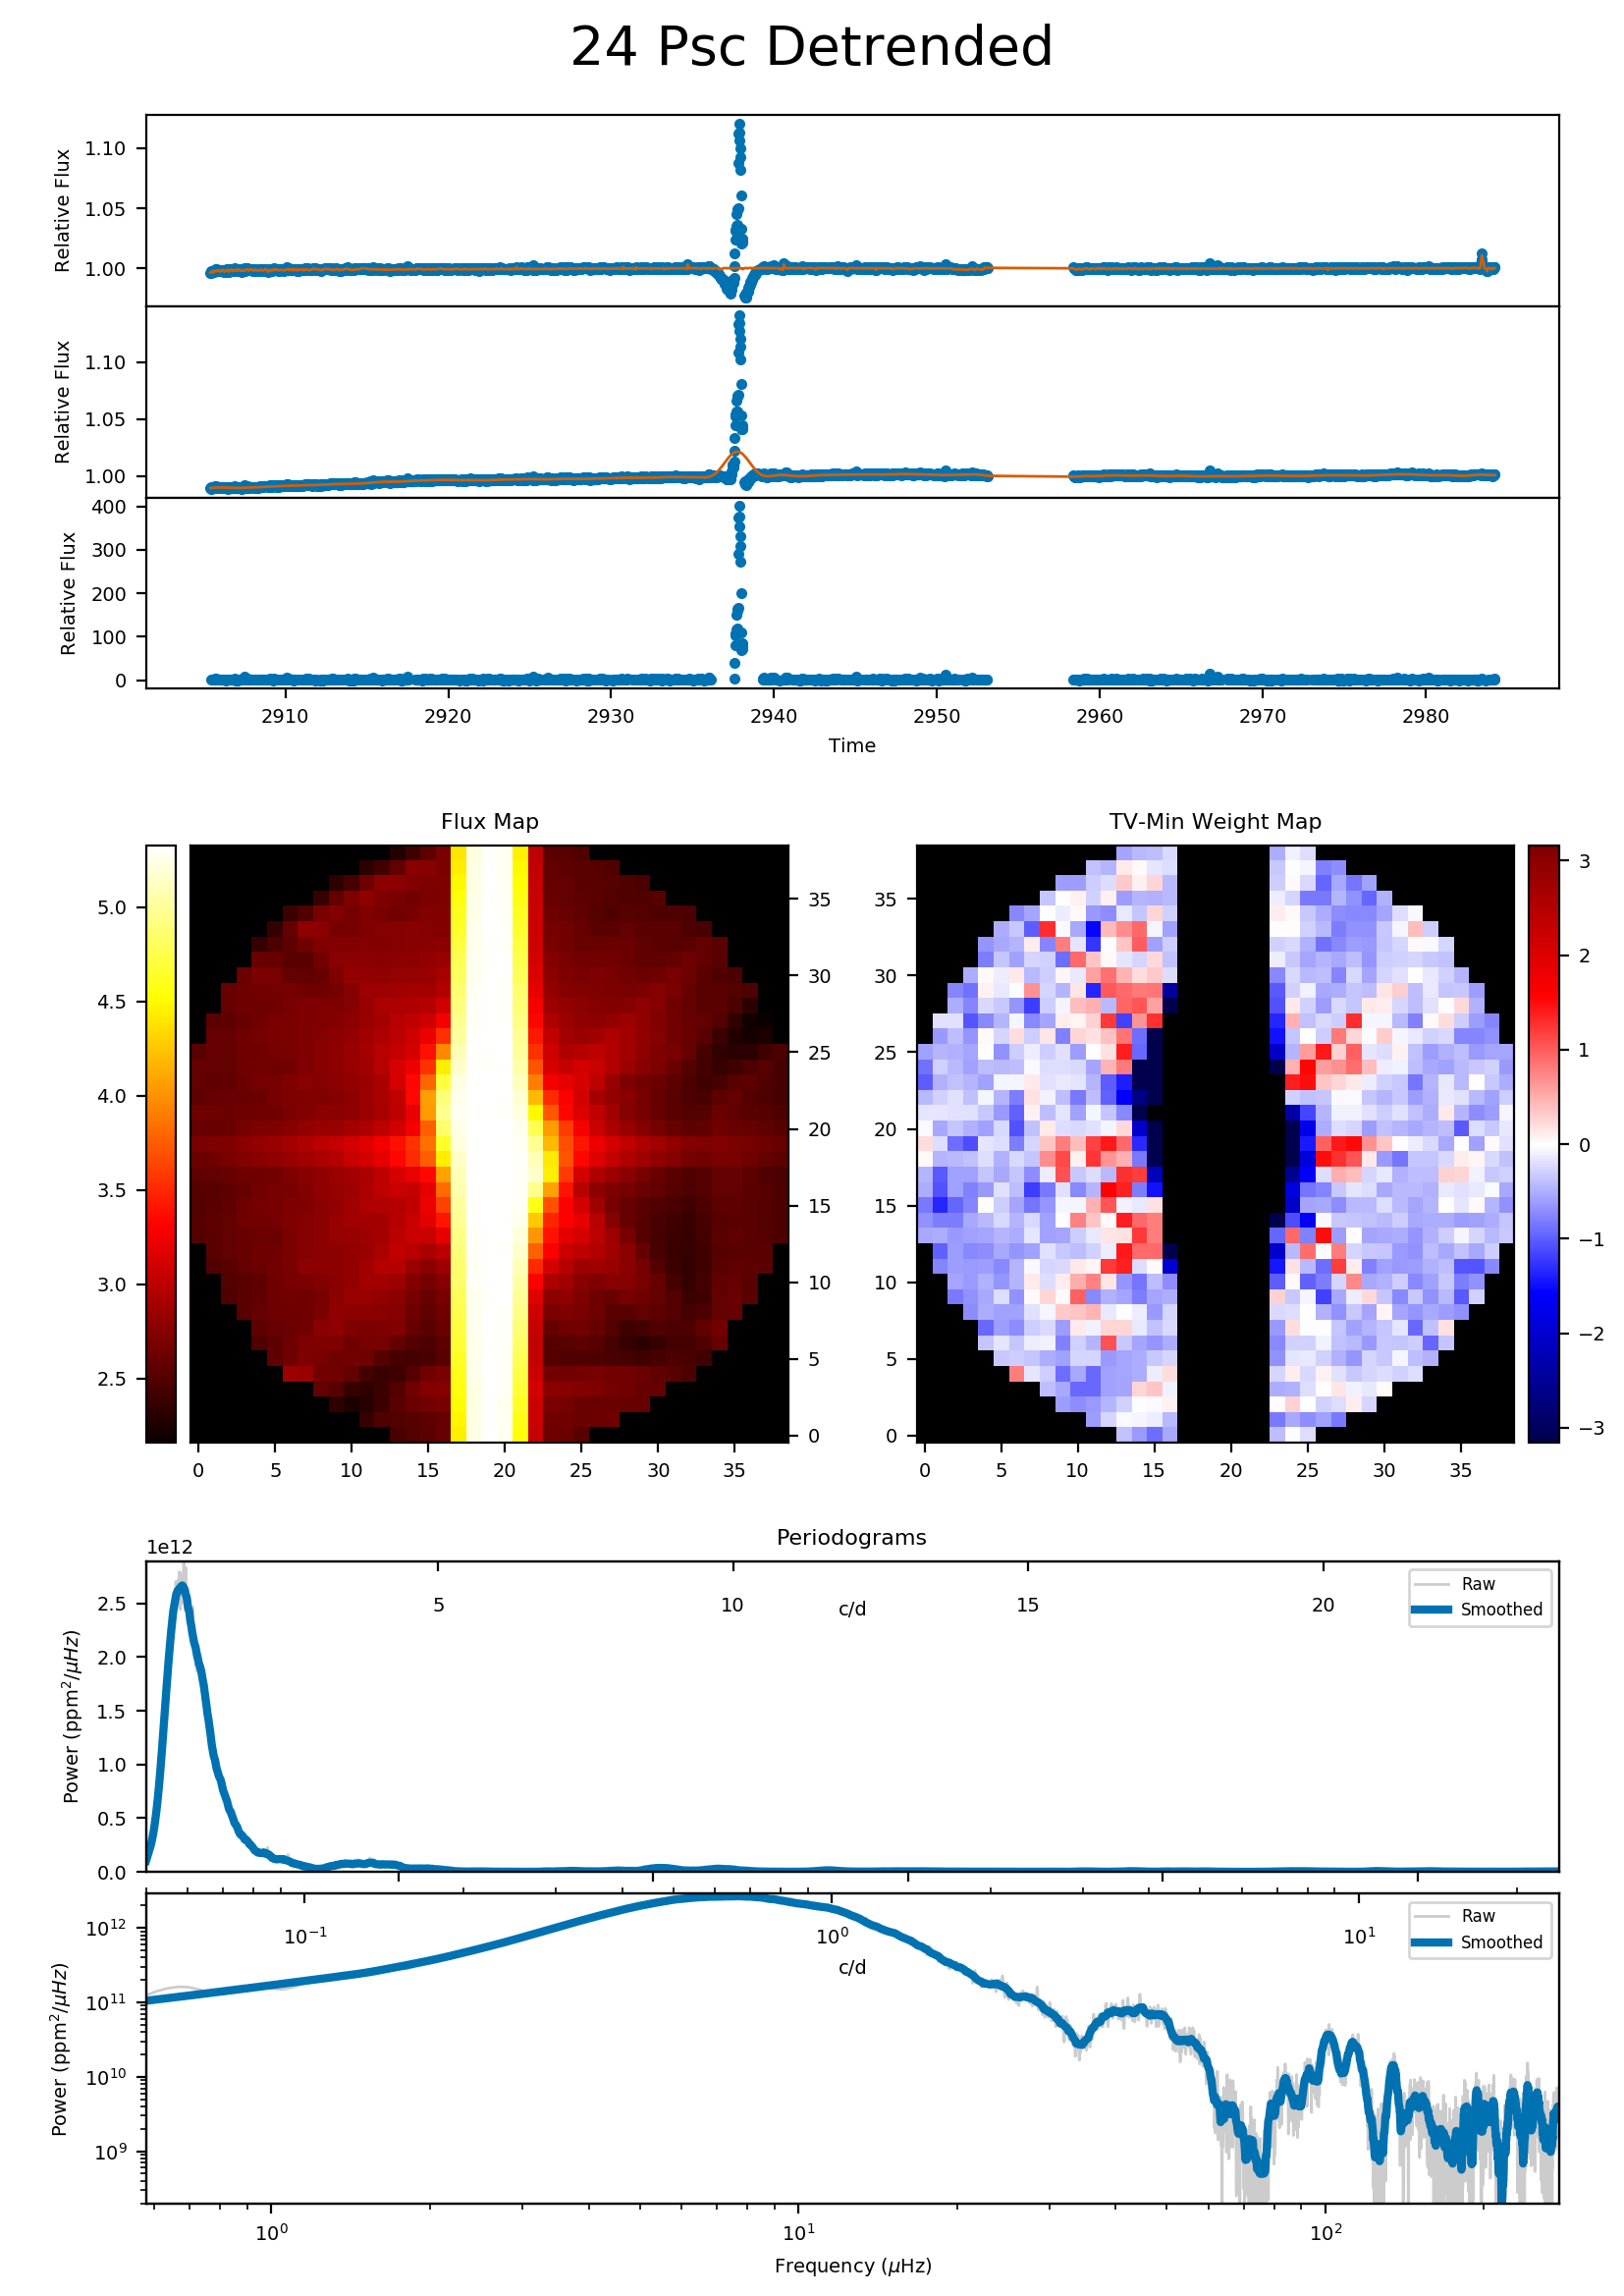 24 Psc Detrended
Relative Flux
1.10
1.05
1.00
Relative Flux
1.10
1.05
1.00
Relative Flux
400
300
200
100
0
2910 2920 2930 2940 2950 2960 2970 2980
Time
Flux Map
5.0
4.5
4.0
3.5
3.0
2.5
35
30
25
20
15
10
5
0
0 5 10 15 20 25 30 35
TV-Min Weight Map
35
30
25
20
15
10
5
0
3
2
1
0
−1
−2
−3
0 5 10 15 20 25 30 35
Periodograms
1e12
5 10 15 20
c/d
Raw
Smoothed
Power (ppm²/μHz)
2.5
2.0
1.5
1.0
0.5
0.0
10⁻¹ 10⁰ 10¹
c/d
Raw
Smoothed
Power (ppm²/μHz)
10¹²
10¹¹
10¹⁰
10⁹
10⁰ 10¹ 10²
Frequency (μHz)